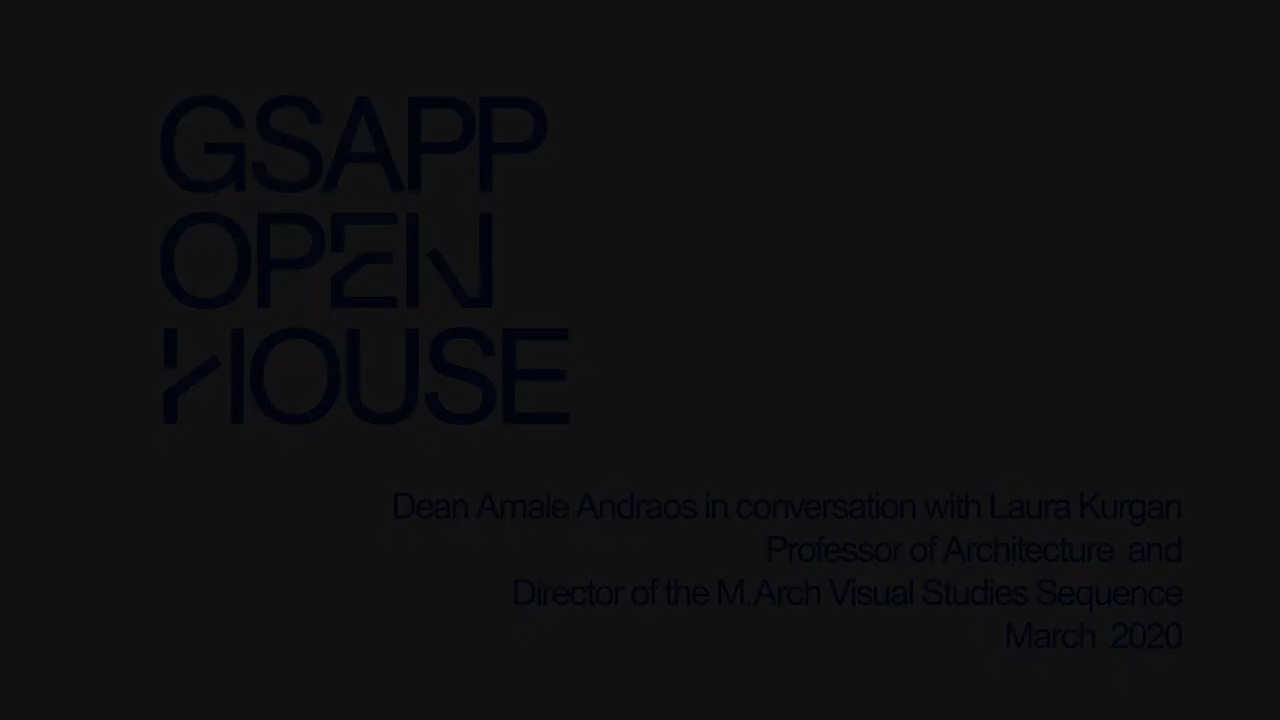 GSAPP
OPEN
HOUSE
Dean Amale Andraos in conversation with Laura Kurgan
Professor of Architecture and
Director of the M.Arch Visual Studies Sequence
March 2020